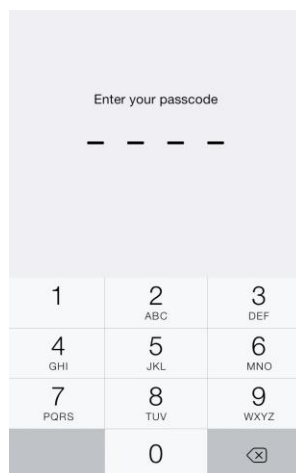 Enter your passcode
1 2 3
ABC DEF
4 5 6
GHI JKL MNO
7 8 9
PQRS TUV WXYZ
0